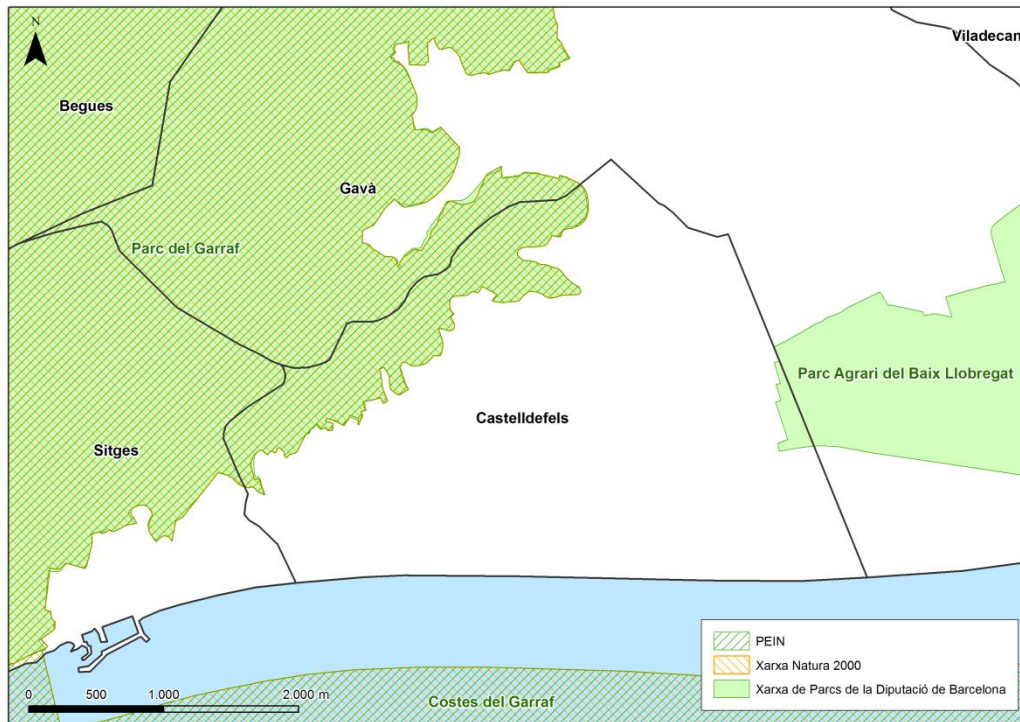 N
Viladecan
Begues
Gavà
Parc del Garraf
Parc Agrari del Baix Llobregat
Castelldefels
Sitges
PEIN
Xarxa Natura 2000
Xarxa de Parcs de la Diputació de Barcelona
0 500 1.000 2.000 m
Costes del Garraf